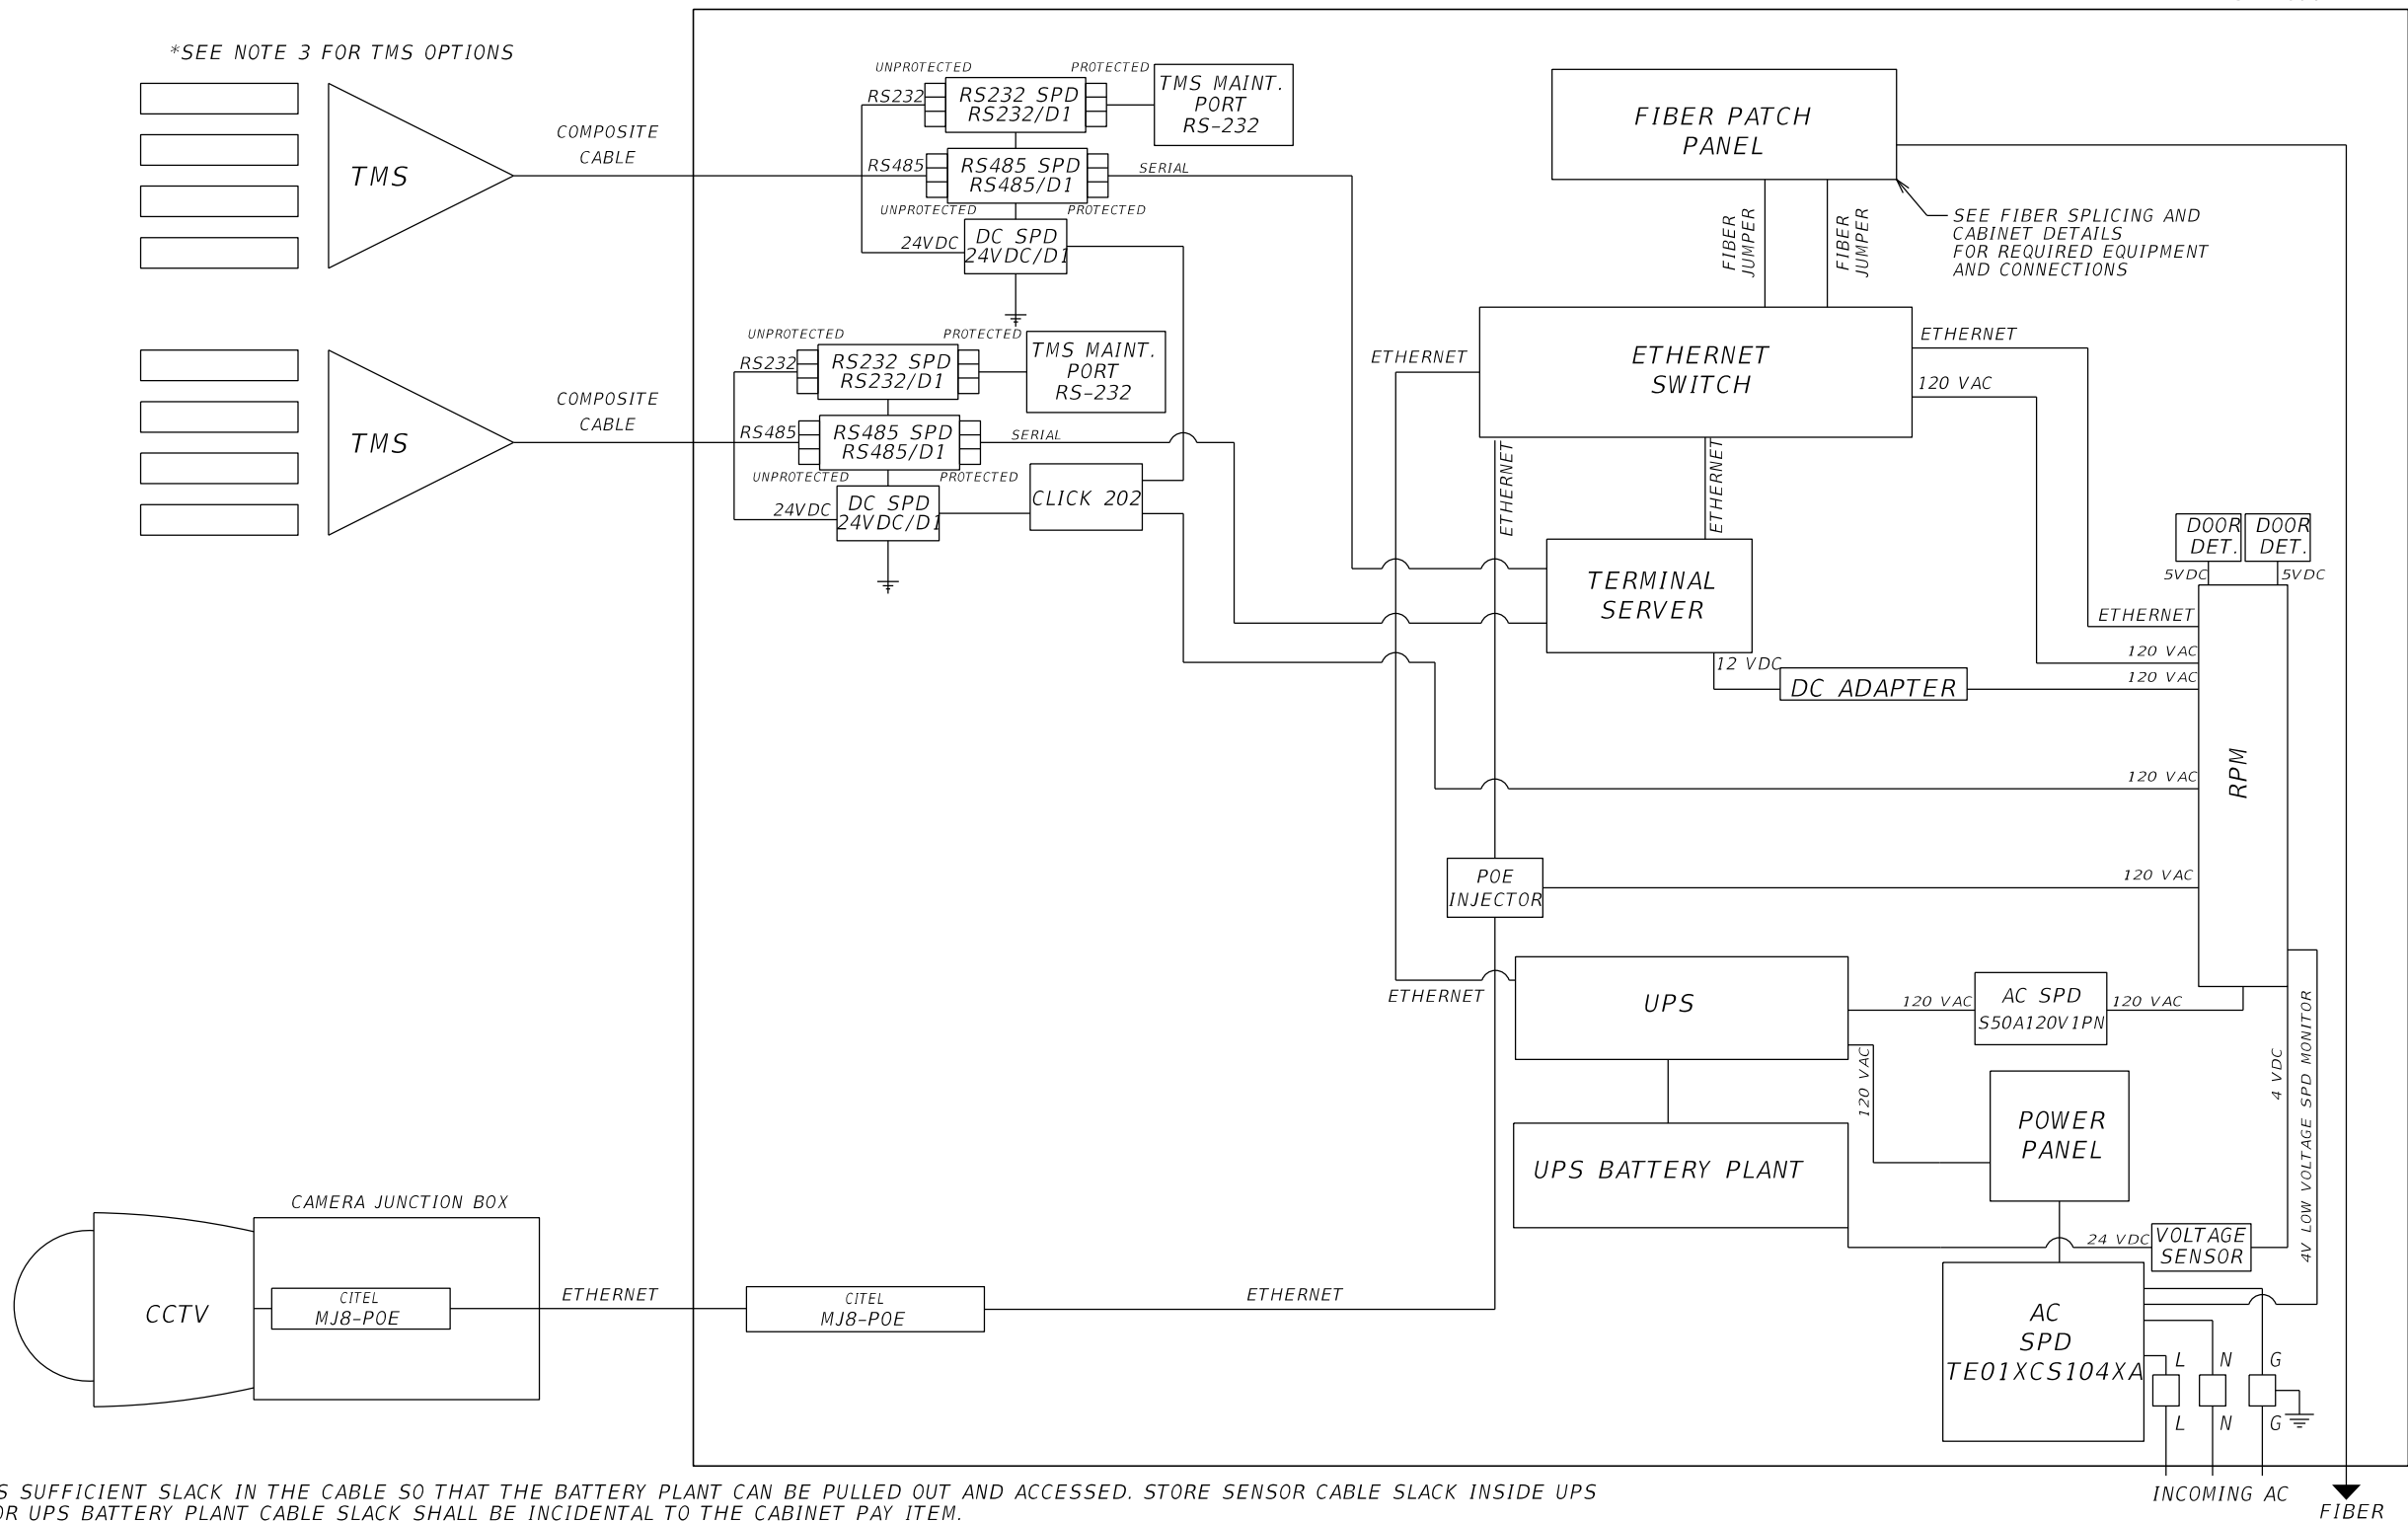 *SEE NOTE 3 FOR TMS OPTIONS
TMS
COMPOSITE
CABLE
UNPROTECTED
PROTECTED
RS232
RS232 SPD
RS232/D1
TMS MAINT.
PORT
RS-232
RS485
RS485 SPD
RS485/D1
SERIAL
UNPROTECTED
PROTECTED
24VDC
DC SPD
24VDC/D1
FIBER PATCH
PANEL
FIBER
JUMPER
FIBER
JUMPER
SEE FIBER SPLICING AND
CABINET DETAILS
FOR REQUIRED EQUIPMENT
AND CONNECTIONS
TMS
COMPOSITE
CABLE
UNPROTECTED
PROTECTED
RS232
RS232 SPD
RS232/D1
TMS MAINT.
PORT
RS-232
RS485
RS485 SPD
RS485/D1
SERIAL
UNPROTECTED
PROTECTED
24VDC
DC SPD
24VDC/D1
CLICK 202
ETHERNET
ETHERNET
SWITCH
ETHERNET
120 VAC
ETHERNET
ETHERNET
TERMINAL
SERVER
12 VDC
DC ADAPTER
DOOR
DET.
DOOR
DET.
5VDC
5VDC
ETHERNET
120 VAC
120 VAC
120 VAC
RPM
POE
INJECTOR
120 VAC
ETHERNET
UPS
120 VAC
AC SPD
S50A120V1PN
120 VAC
120 VAC
4 VDC
4V LOW VOLTAGE SPD MONITOR
POWER
PANEL
UPS BATTERY PLANT
24 VDC
VOLTAGE
SENSOR
CAMERA JUNCTION BOX
CCTV
CITEL
MJ8-POE
ETHERNET
CITEL
MJ8-POE
ETHERNET
AC
SPD
TE01XCS104XA
L
N
G
L
N
G
INCOMING AC
FIBER
S SUFFICIENT SLACK IN THE CABLE SO THAT THE BATTERY PLANT CAN BE PULLED OUT AND ACCESSED. STORE SENSOR CABLE SLACK INSIDE UPS
OR UPS BATTERY PLANT CABLE SLACK SHALL BE INCIDENTAL TO THE CABINET PAY ITEM.